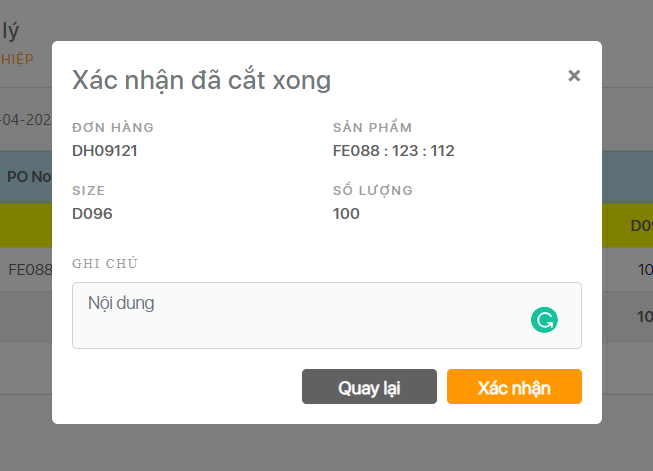 lý
HIỆP
-04-202
PO No
FE088
Xác nhận đã cắt xong
×
ĐƠN HÀNG
SẢN PHẨM
DH09121
FE088 : 123 : 112
SIZE
SỐ LƯỢNG
D096
100
GHI CHÚ
Nội dung
Quay lại
Xác nhận
D09
10
10